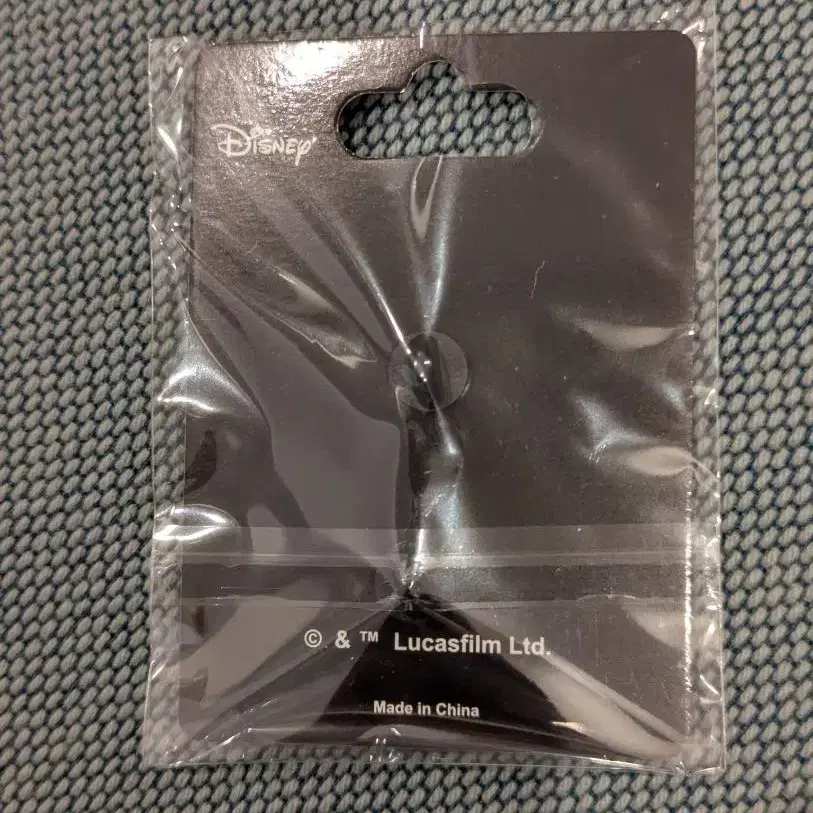 Disney
© & ™ Lucasfilm Ltd.
Made in China